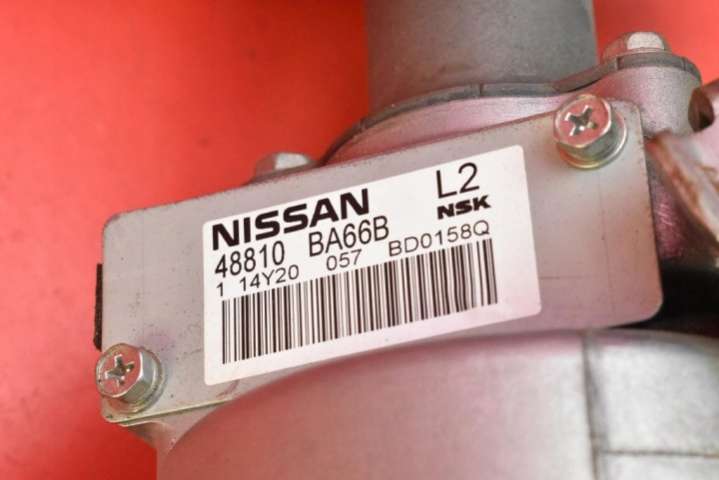 NISSAN L2
NSK
48810 BA66B
1 14Y20 057 BD0158Q